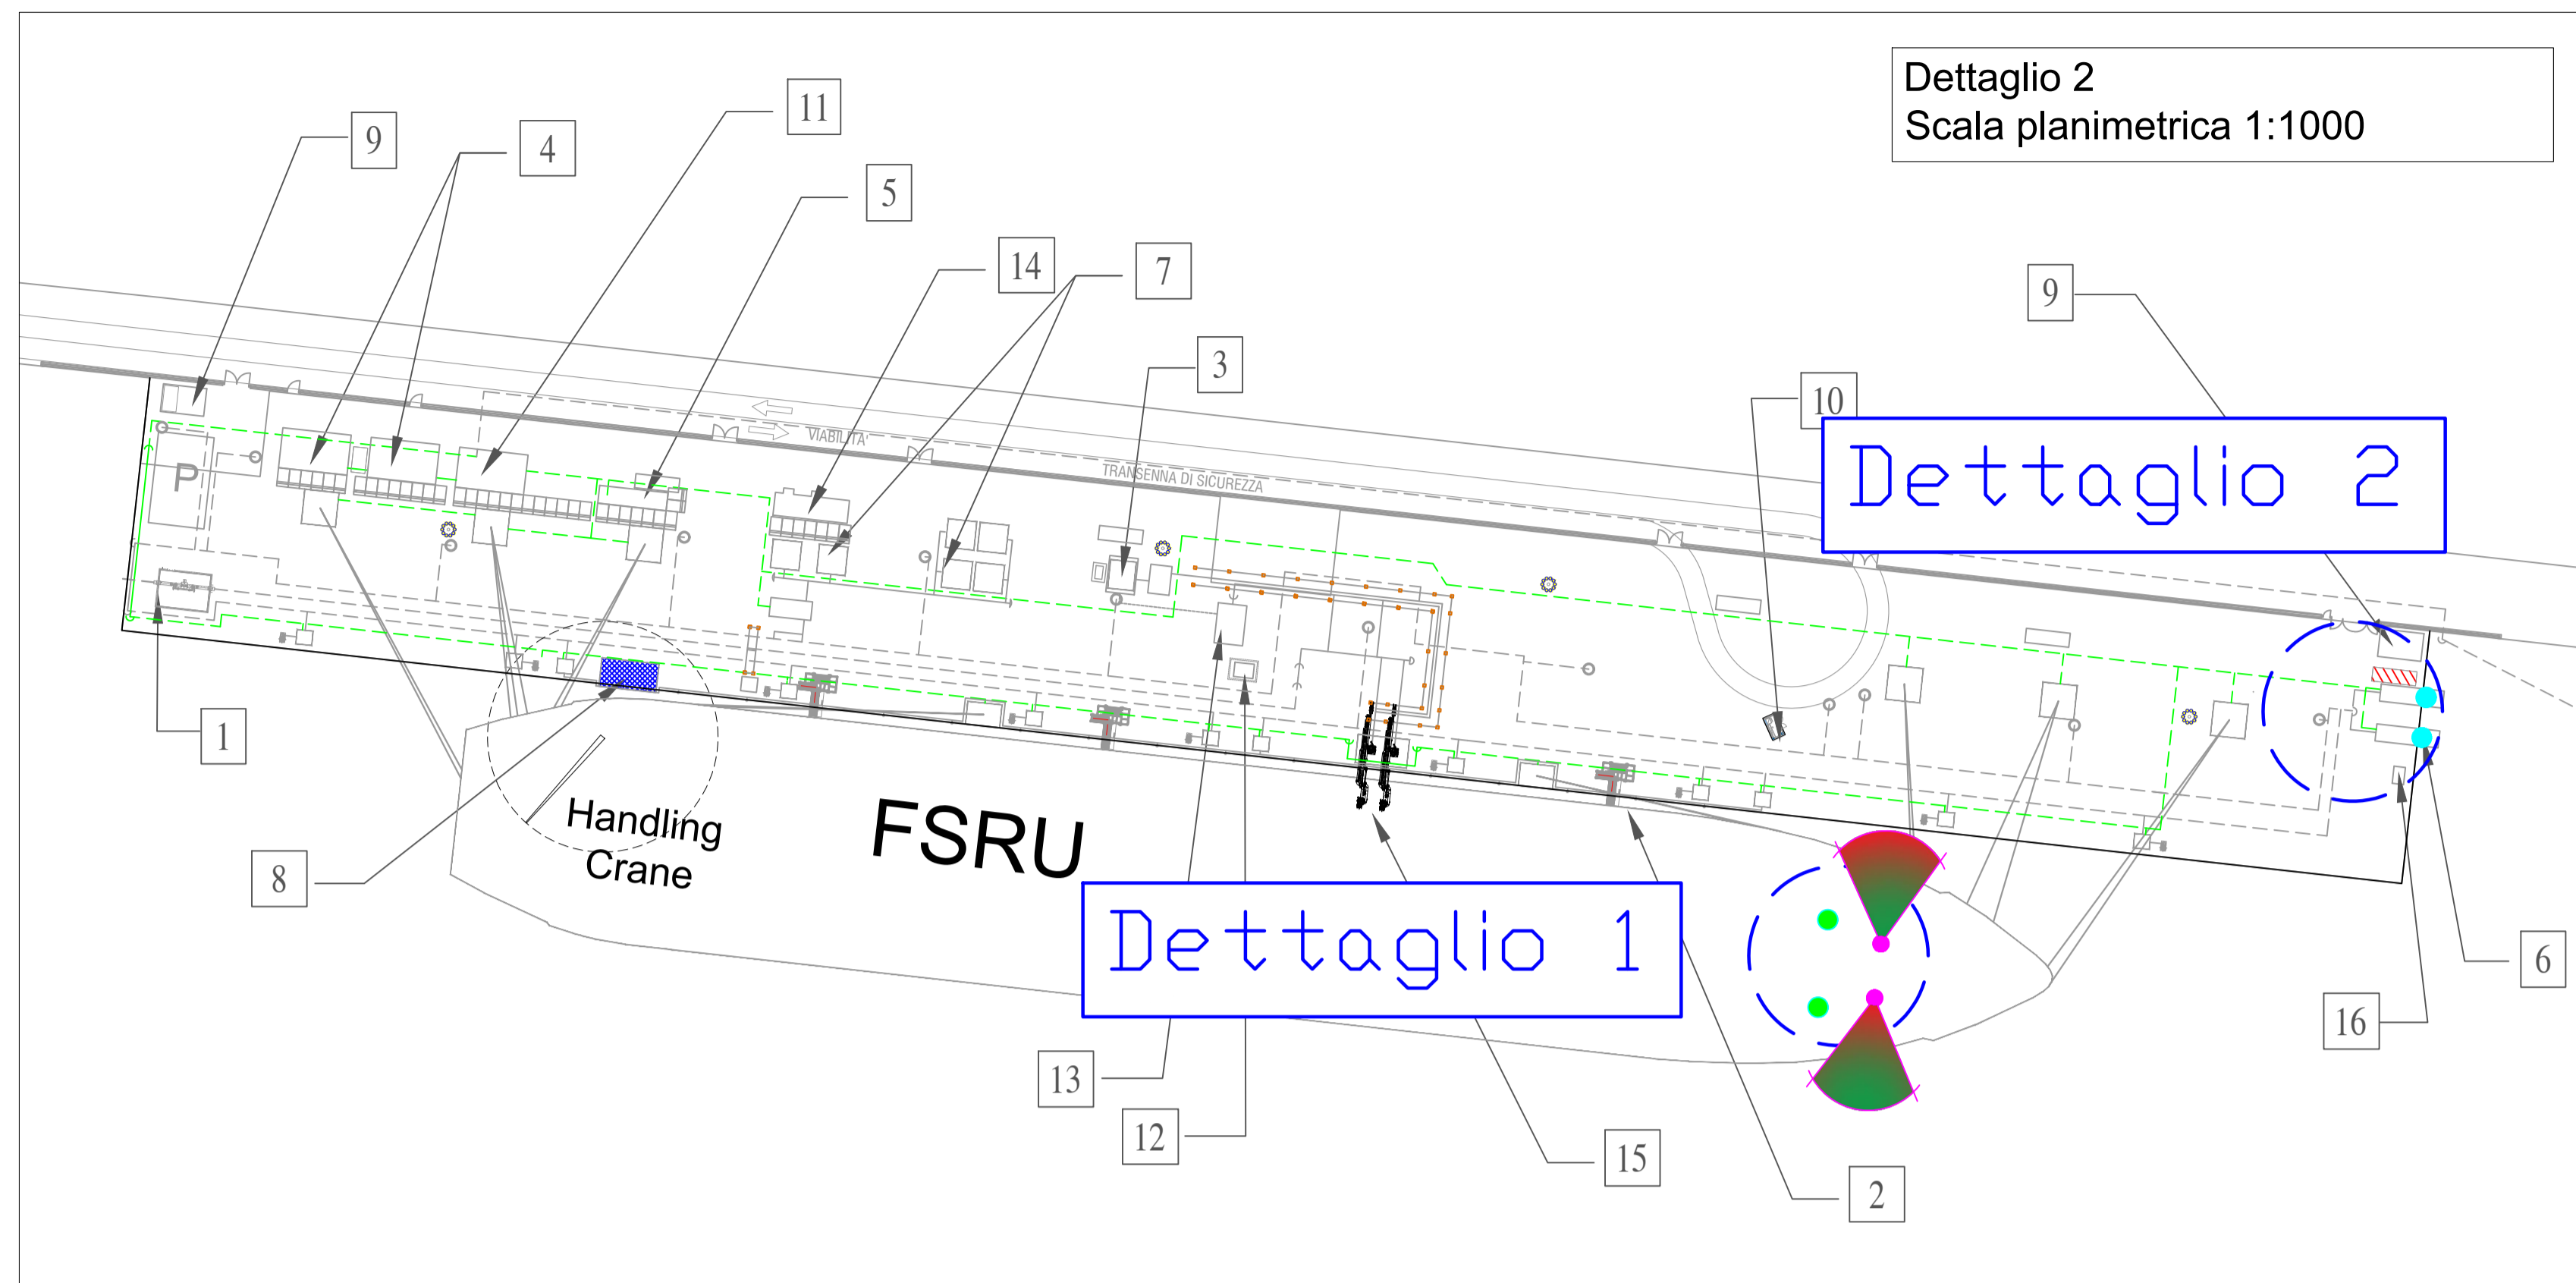 Dettaglio 2
Scala planimetrica 1:1000
11
9
4
5
14
7
9
3
10
VIABILITA'
Dettaglio 2
TRANSENNA DI SICUREZZA
P
1
Handling
Crane
FSRU
8
Dettaglio 1
6
16
13
12
15
2